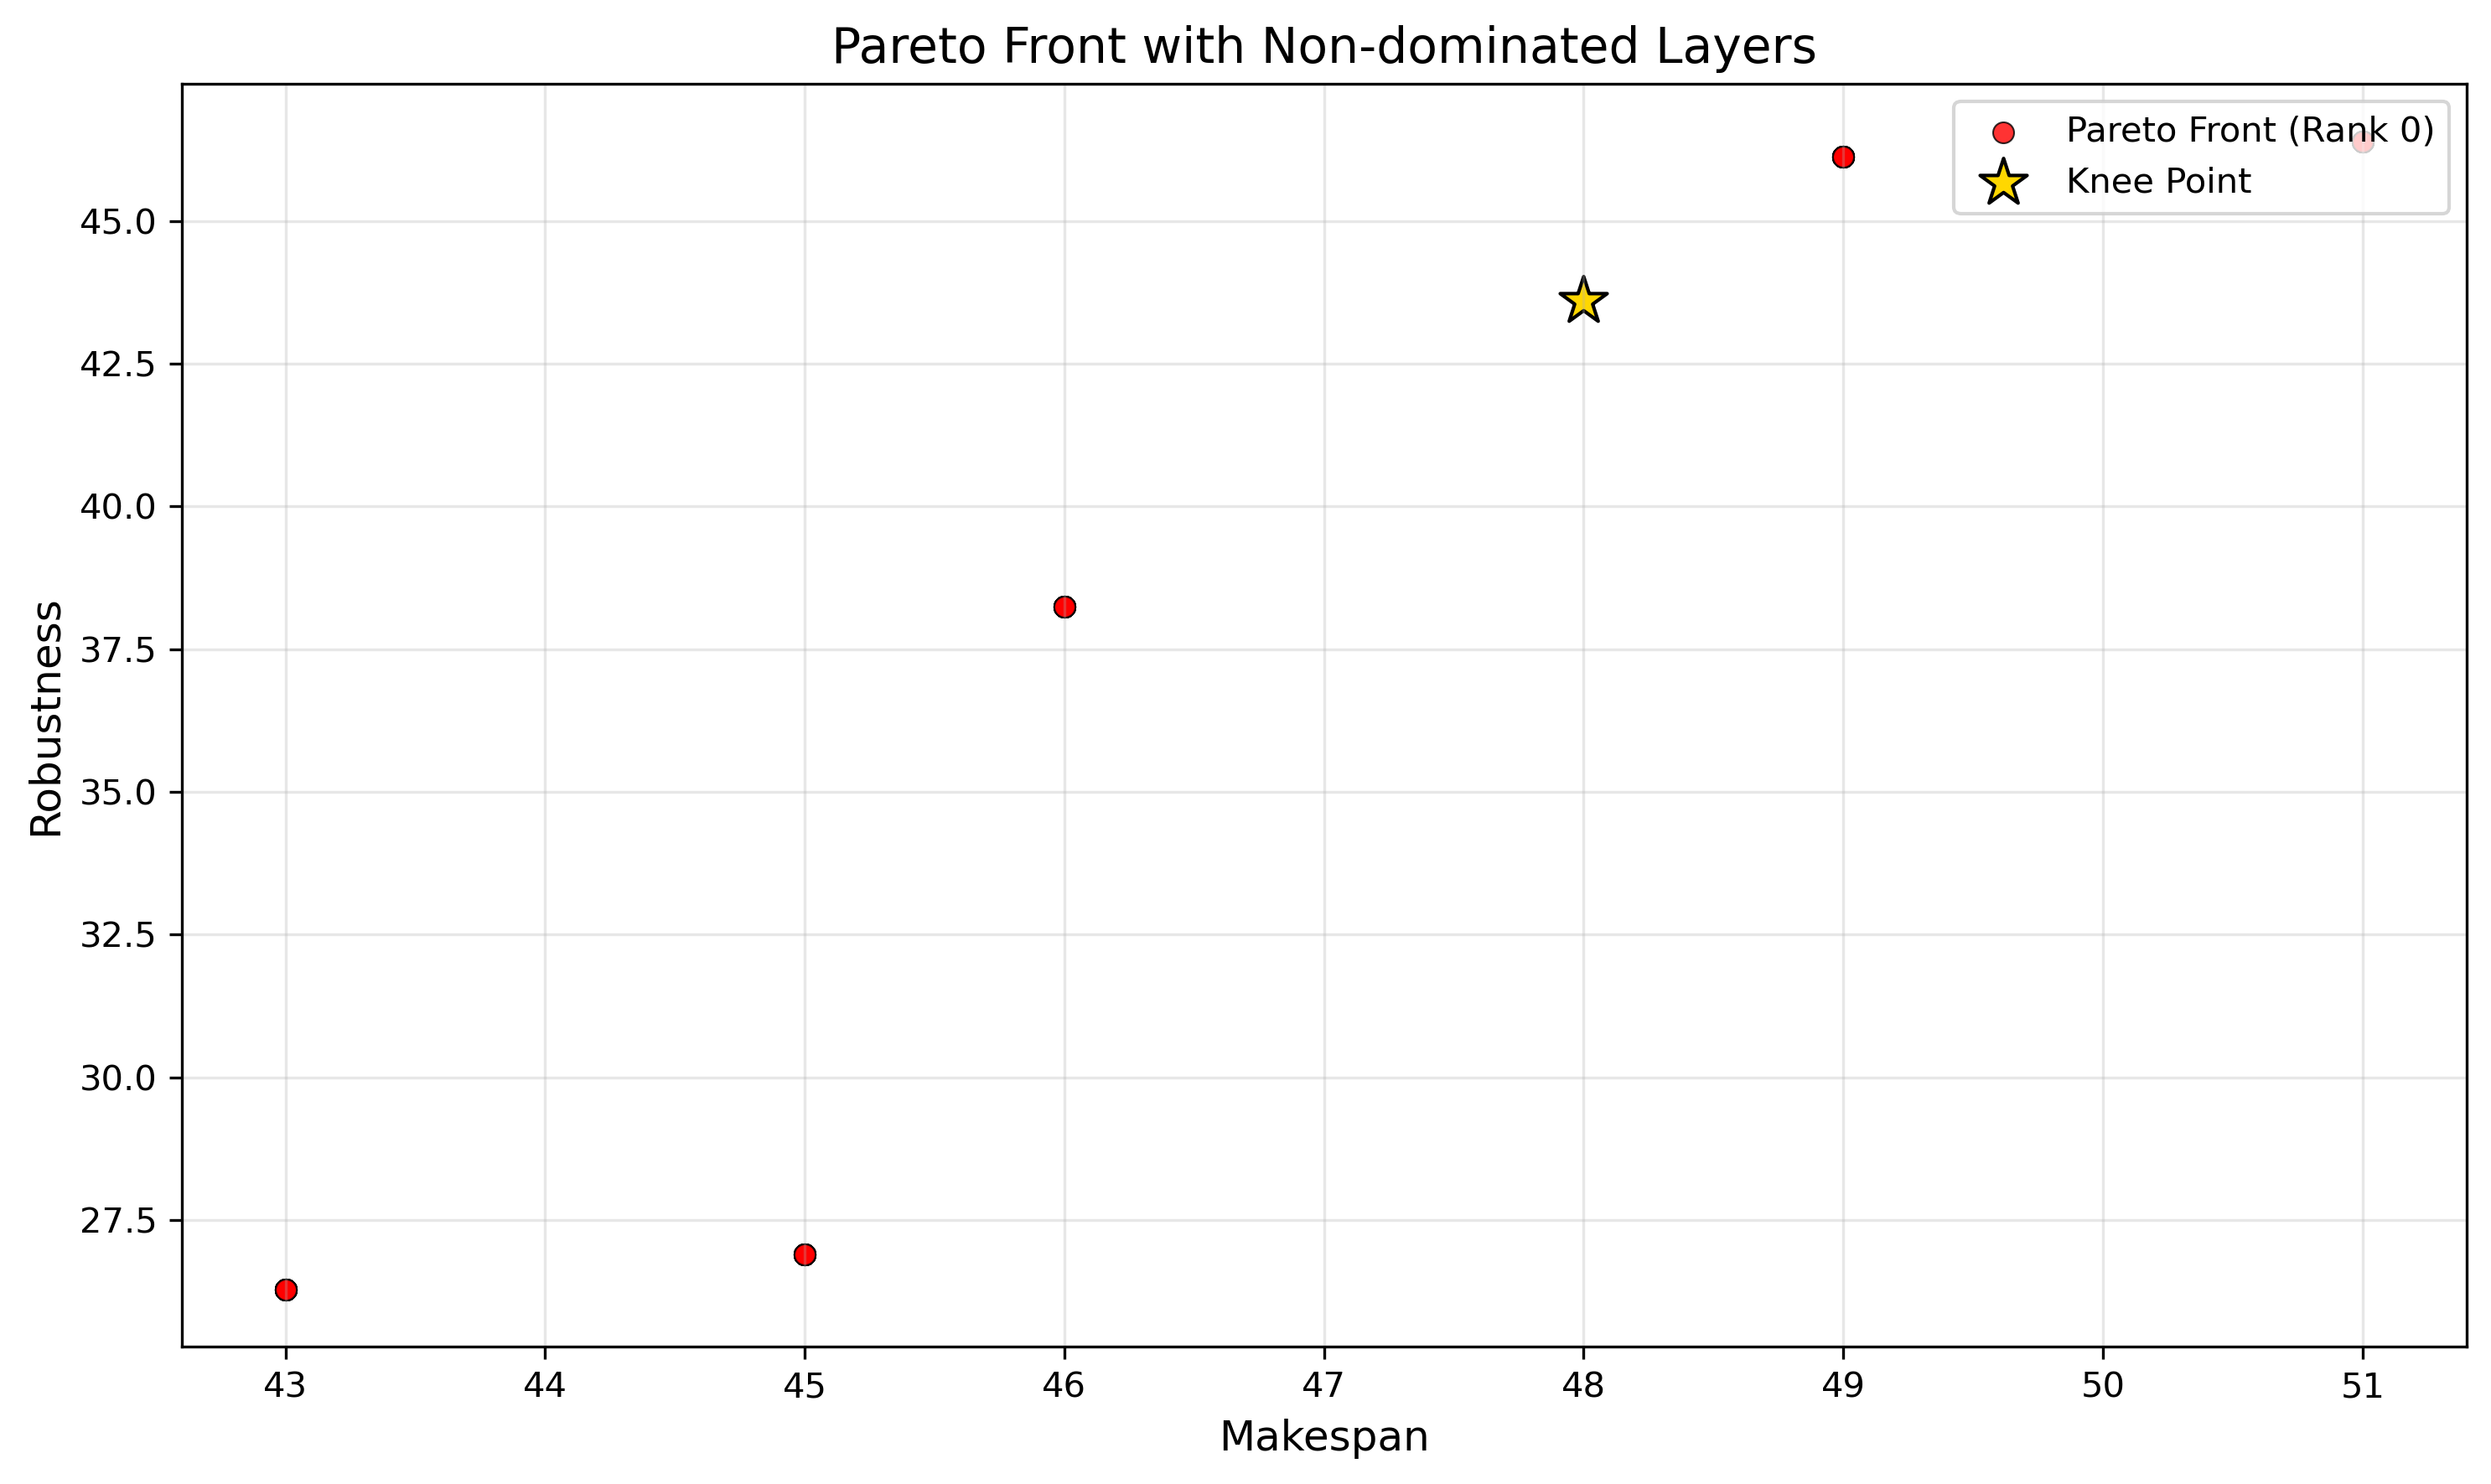 Pareto Front with Non-dominated Layers
Pareto Front (Rank 0)
Knee Point
Robustness
45.0
42.5
40.0
37.5
35.0
32.5
30.0
27.5
43 44 45 46 47 48 49 50 51
Makespan